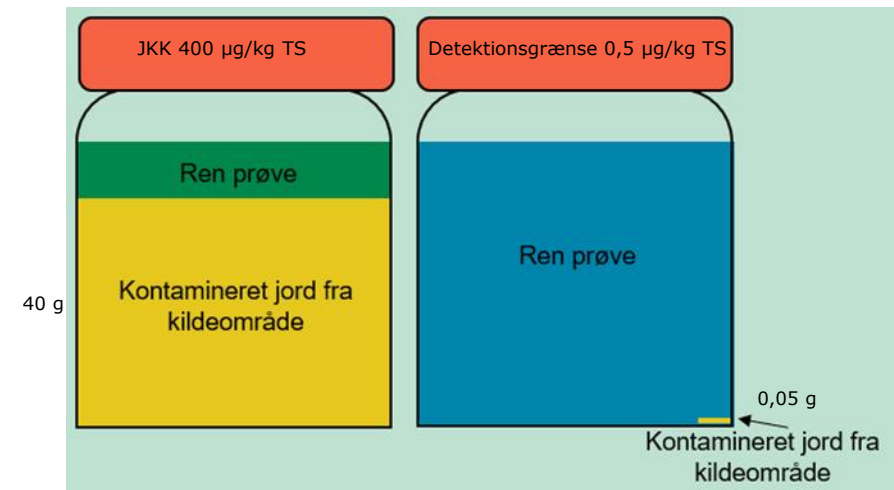 JKK 400 µg/kg TS
Detektionsgrænse 0,5 µg/kg TS
Ren prøve
Kontamineret jord fra
kildeområde
40 g
Ren prøve
0,05 g
Kontamineret jord fra
kildeområde